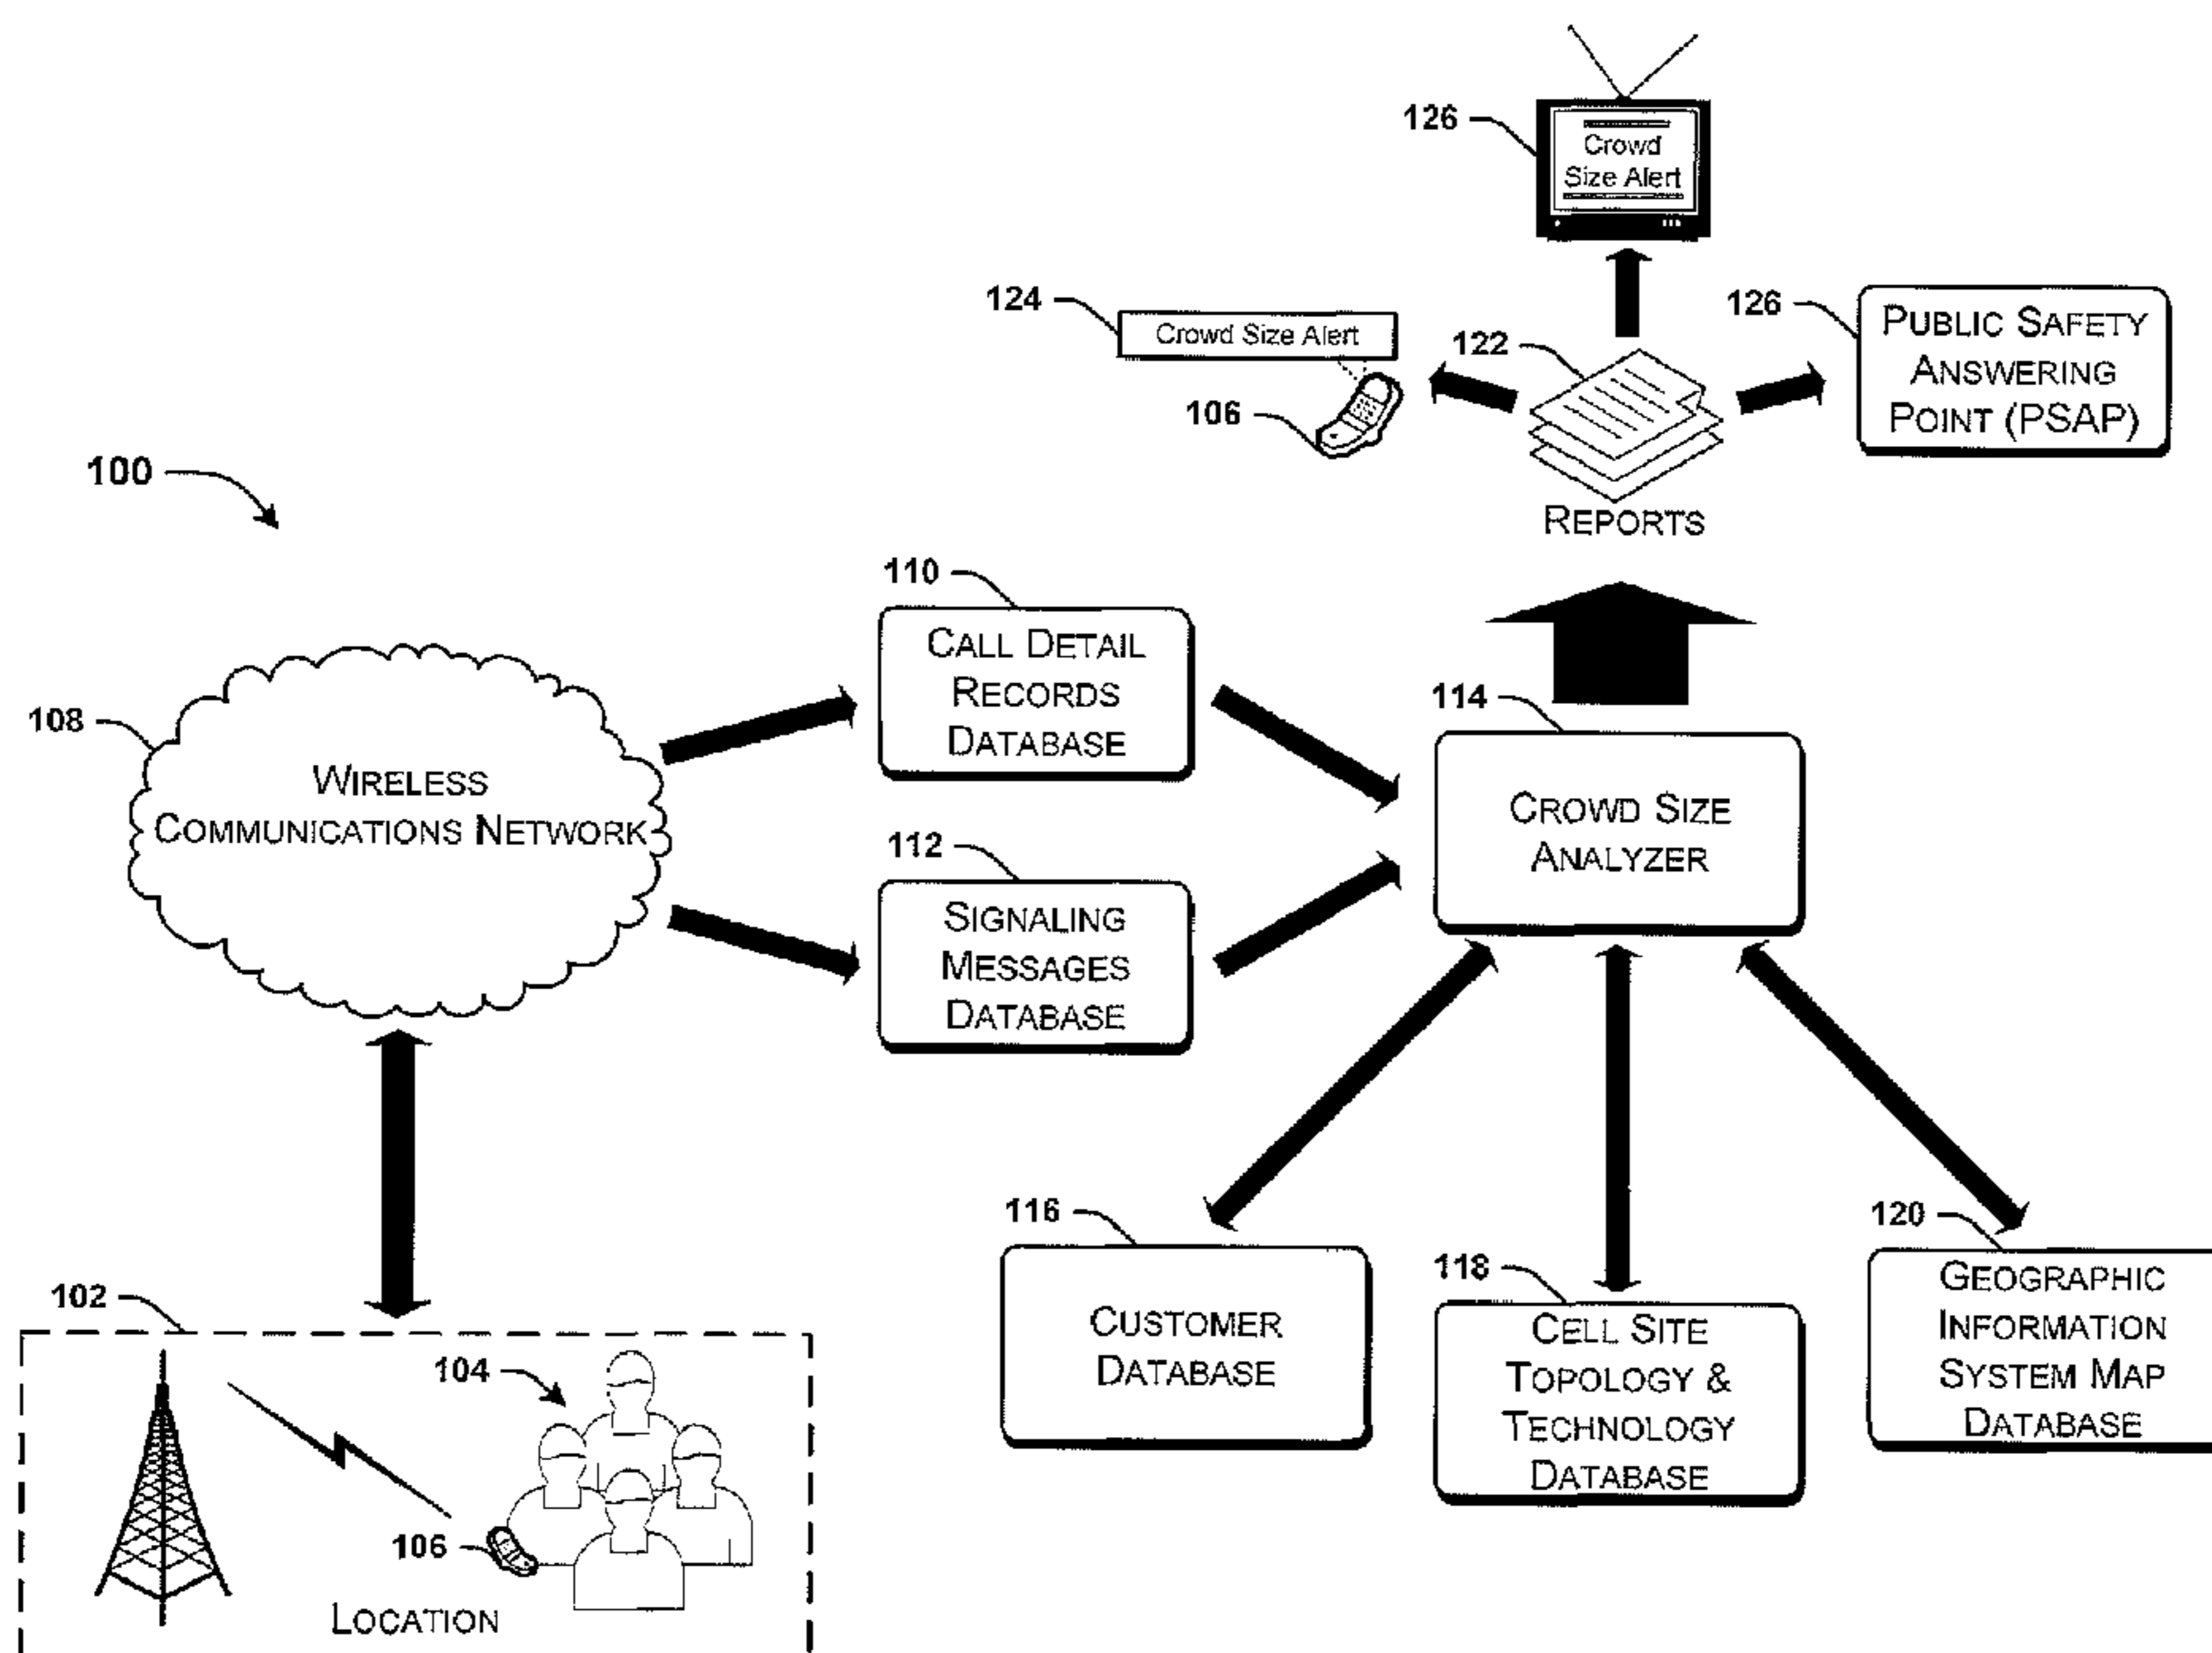 126
Crowd
Size Alert
124
Crowd Size Alert
106
122
REPORTS
126
PUBLIC SAFETY
ANSWERING
POINT (PSAP)
100
108
WIRELESS
COMMUNICATIONS NETWORK
110
CALL DETAIL
RECORDS
DATABASE
112
SIGNALING
MESSAGES
DATABASE
114
CROWD SIZE
ANALYZER
116
CUSTOMER
DATABASE
118
CELL SITE
TOPOLOGY &
TECHNOLOGY
DATABASE
120
GEOGRAPHIC
INFORMATION
SYSTEM MAP
DATABASE
102
104
106
LOCATION